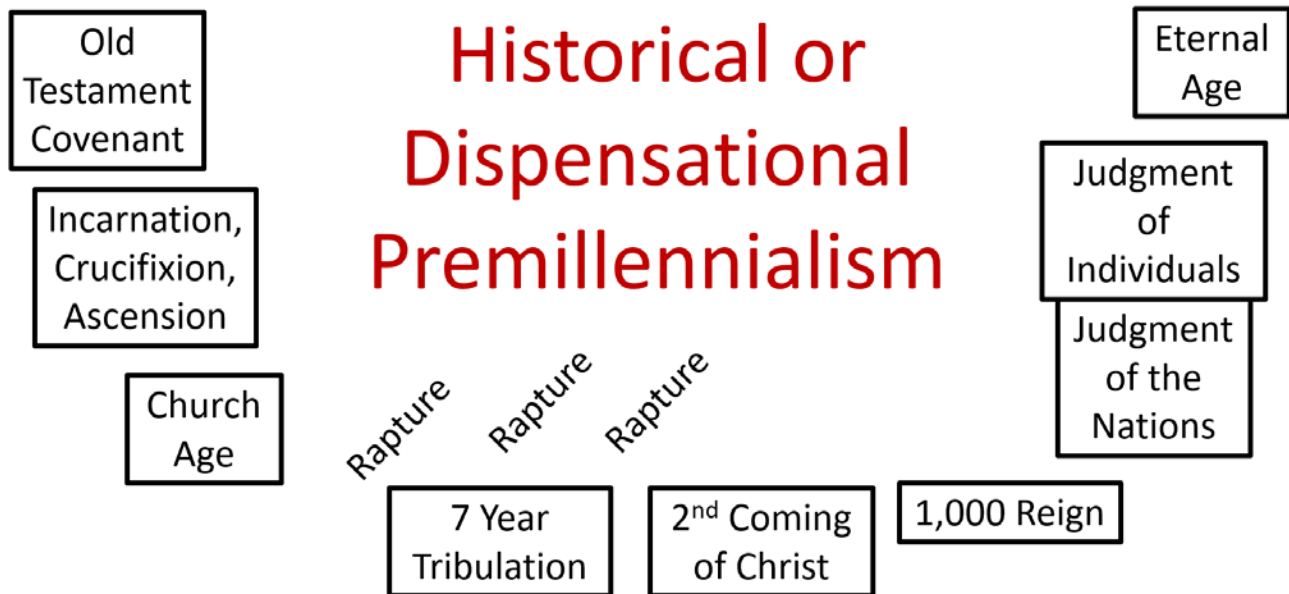 Historical or
Dispensational
Premillennialism
Old
Testament
Covenant
Incarnation,
Crucifixion,
Ascension
Church
Age
Rapture
Rapture
Rapture
7 Year
Tribulation
2nd Coming
of Christ
1,000 Reign
Judgment
of the
Nations
Judgment
of
Individuals
Eternal
Age